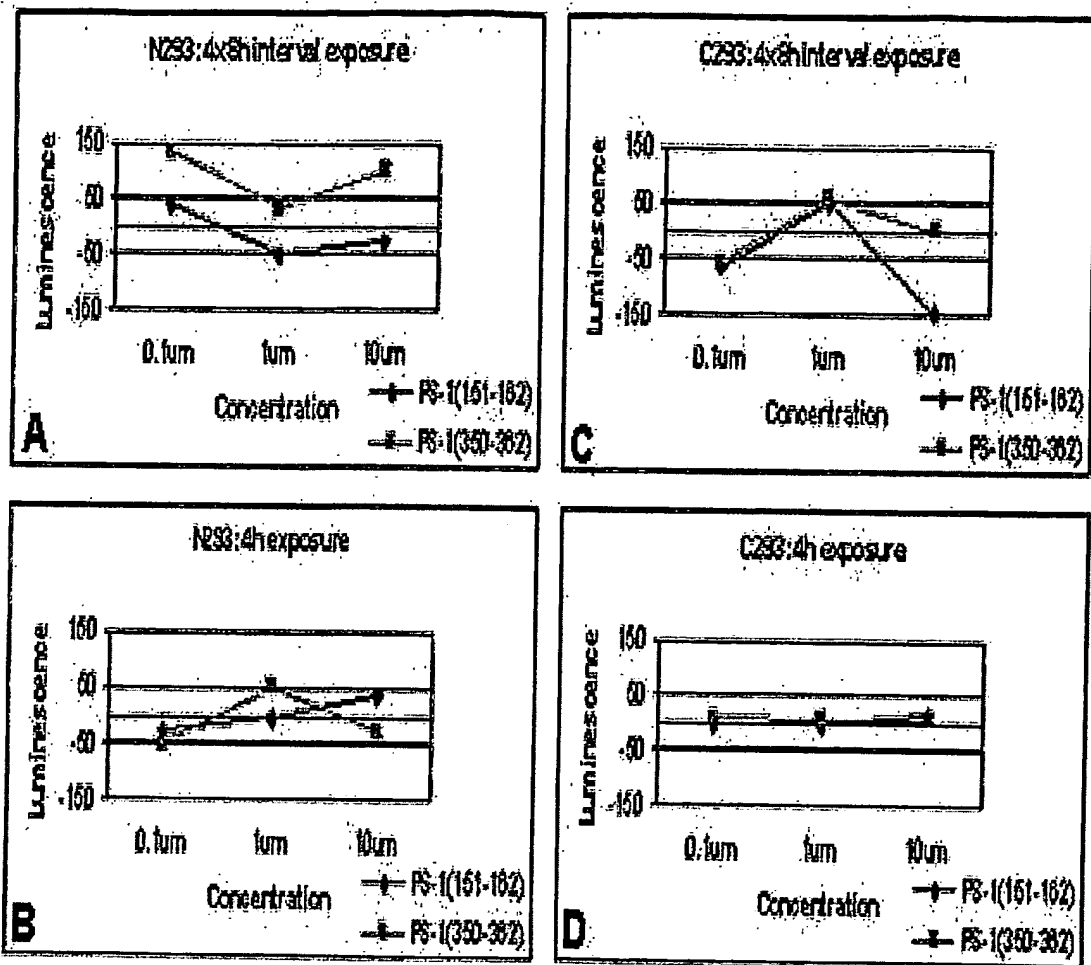 N293:4x8h interval exposure
Luminescence
150
50
-50
-150
0.1um 1um 10um
Concentration
PS-1(151-162)
PS-1(350-362)
A
C293:4x8h interval exposure
Luminescence
150
50
-50
-150
0.1um 1um 10um
Concentration
PS-1(151-162)
PS-1(350-362)
C
N293:4h exposure
Luminescence
150
50
-50
-150
0.1um 1um 10um
Concentration
PS-1(151-162)
PS-1(350-362)
B
C293:4h exposure
Luminescence
150
50
-50
-150
0.1um 1um 10um
Concentration
PS-1(151-162)
PS-1(350-362)
D